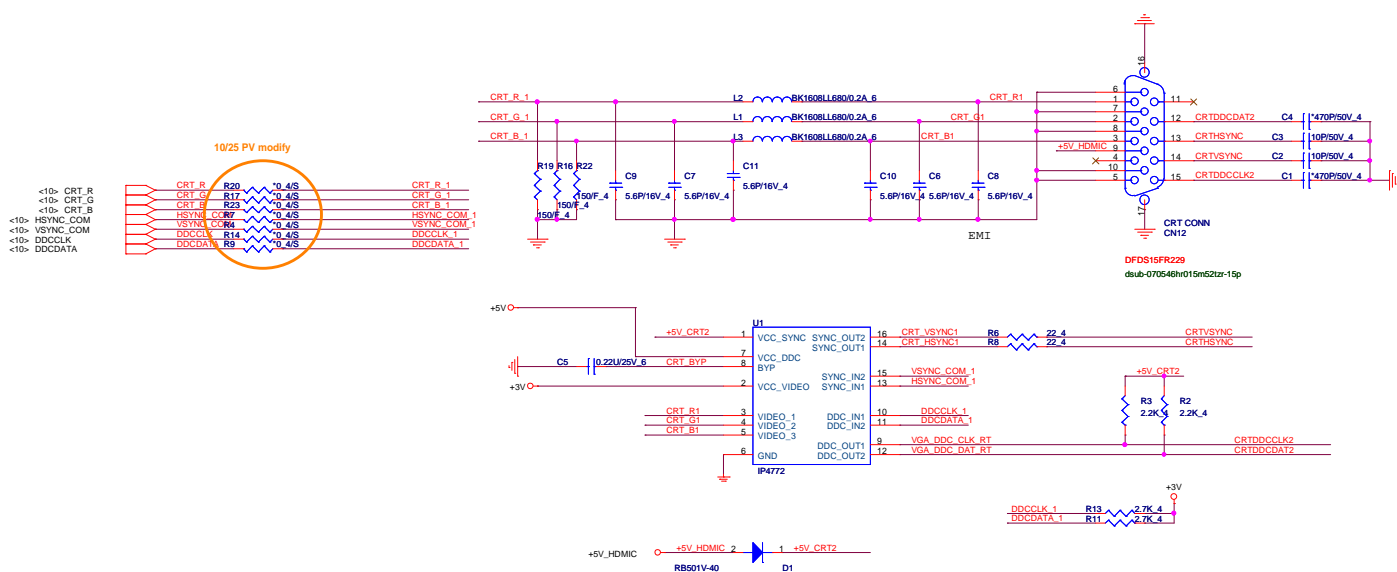 16
CRT_R_1 L2 BK1608LL680/0.2A_6 CRT_R1 6 1 11
7
CRT_G_1 L1 CRT_G1 2 12 CRTDDCDAT2 C4 *470P/50V_4
8
CRT_B_1 L3 BK1608LL680/0.2A_6 CRT_B1 3 13 CRTHSYNC C3 10P/50V_4
+5V_HDMIC 9
4 14 CRTVSYNC C2 10P/50V_4
10
5 15 CRTDDCCLK2 C1 *470P/50V_4
17
R19 R16 R22
C9 C7 C11 C10 C6 C8
5.6P/16V_4 5.6P/16V_4 5.6P/16V_4 5.6P/16V_4 5.6P/16V_4 5.6P/16V_4
150/F_4
150/F_4
150/F_4
EMI
CRT CONN
CN12
DFDS15FR229
dsub-070546hr015m52tzr-15p
10/25 PV modify
<10> CRT_R CRT_R R20 *0_4/S CRT_R_1
<10> CRT_G CRT_G R17 *0_4/S CRT_G_1
<10> CRT_B CRT_B R23 *0_4/S CRT_B_1
<10> HSYNC_COM HSYNC_COM R7 *0_4/S HSYNC_COM_1
<10> VSYNC_COM VSYNC_COM R4 *0_4/S VSYNC_COM_1
<10> DDCCLK DDCCLK R14 *0_4/S DDCCLK_1
<10> DDCDATA DDCDATA R9 *0_4/S DDCDATA_1
+5V
U1
+5V_CRT2 1 VCC_SYNC SYNC_OUT2 16 CRT_VSYNC1 R6 22_4 CRTVSYNC
SYNC_OUT1 14 CRT_HSYNC1 R8 22_4 CRTHSYNC
7 VCC_DDC
C5 0.22U/25V_6 CRT_BYP 8 BYP
SYNC_IN2 15 VSYNC_COM_1
+3V 2 VCC_VIDEO SYNC_IN1 13 HSYNC_COM_1
CRT_R1 3 VIDEO_1 DDC_IN1 10 DDCCLK_1
CRT_G1 4 VIDEO_2 DDC_IN2 11 DDCDATA_1
CRT_B1 5 VIDEO_3
DDC_OUT1 9 VGA_DDC_CLK_RT CRTDDCCLK2
6 GND DDC_OUT2 12 VGA_DDC_DAT_RT CRTDDCDAT2
IP4772
+5V_CRT2
R3 R2
2.2K_4 2.2K_4
+3V
DDCCLK_1 R13 2.7K_4
DDCDATA_1 R11 2.7K_4
+5V_HDMIC +5V_HDMIC 2 1 +5V_CRT2
RB501V-40 D1